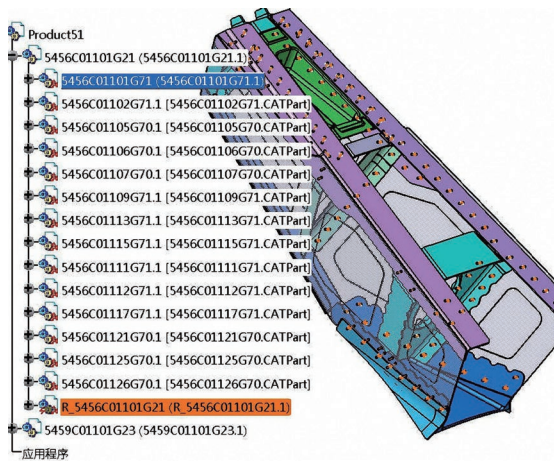 Product51
5456C01101G21 (5456C01101G21.1)
5456C01101G71 (5456C01101G71.1)
5456C01102G71.1 [5456C01102G71.CATPart]
5456C01105G70.1 [5456C01105G70.CATPart]
5456C01106G70.1 [5456C01106G70.CATPart]
5456C01107G70.1 [5456C01107G70.CATPart]
5456C01109G71.1 [5456C01109G71.CATPart]
5456C01113G71.1 [5456C01113G71.CATPart]
5456C01115G71.1 [5456C01115G71.CATPart]
5456C01111G71.1 [5456C01111G71.CATPart]
5456C01112G71.1 [5456C01112G71.CATPart]
5456C01117G71.1 [5456C01117G71.CATPart]
5456C01121G70.1 [5456C01121G70.CATPart]
5456C01125G70.1 [5456C01125G70.CATPart]
5456C01126G70.1 [5456C01126G70.CATPart]
R_5456C01101G21 (R_5456C01101G21.1)
5459C01101G23 (5459C01101G23.1)
应用程序